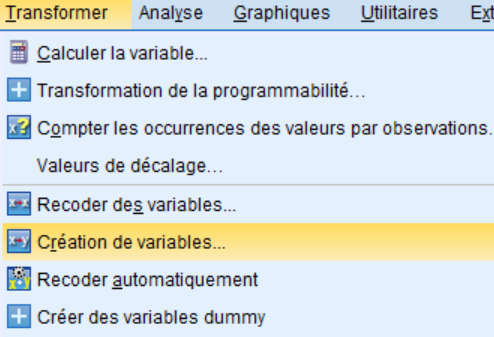 Transformer Analyse Graphiques Utilitaires Ext
Calculer la variable...
Transformation de la programmabilité...
Compter les occurrences des valeurs par observations.
Valeurs de décalage...
Recoder des variables...
Création de variables...
Recoder automatiquement
Créer des variables dummy